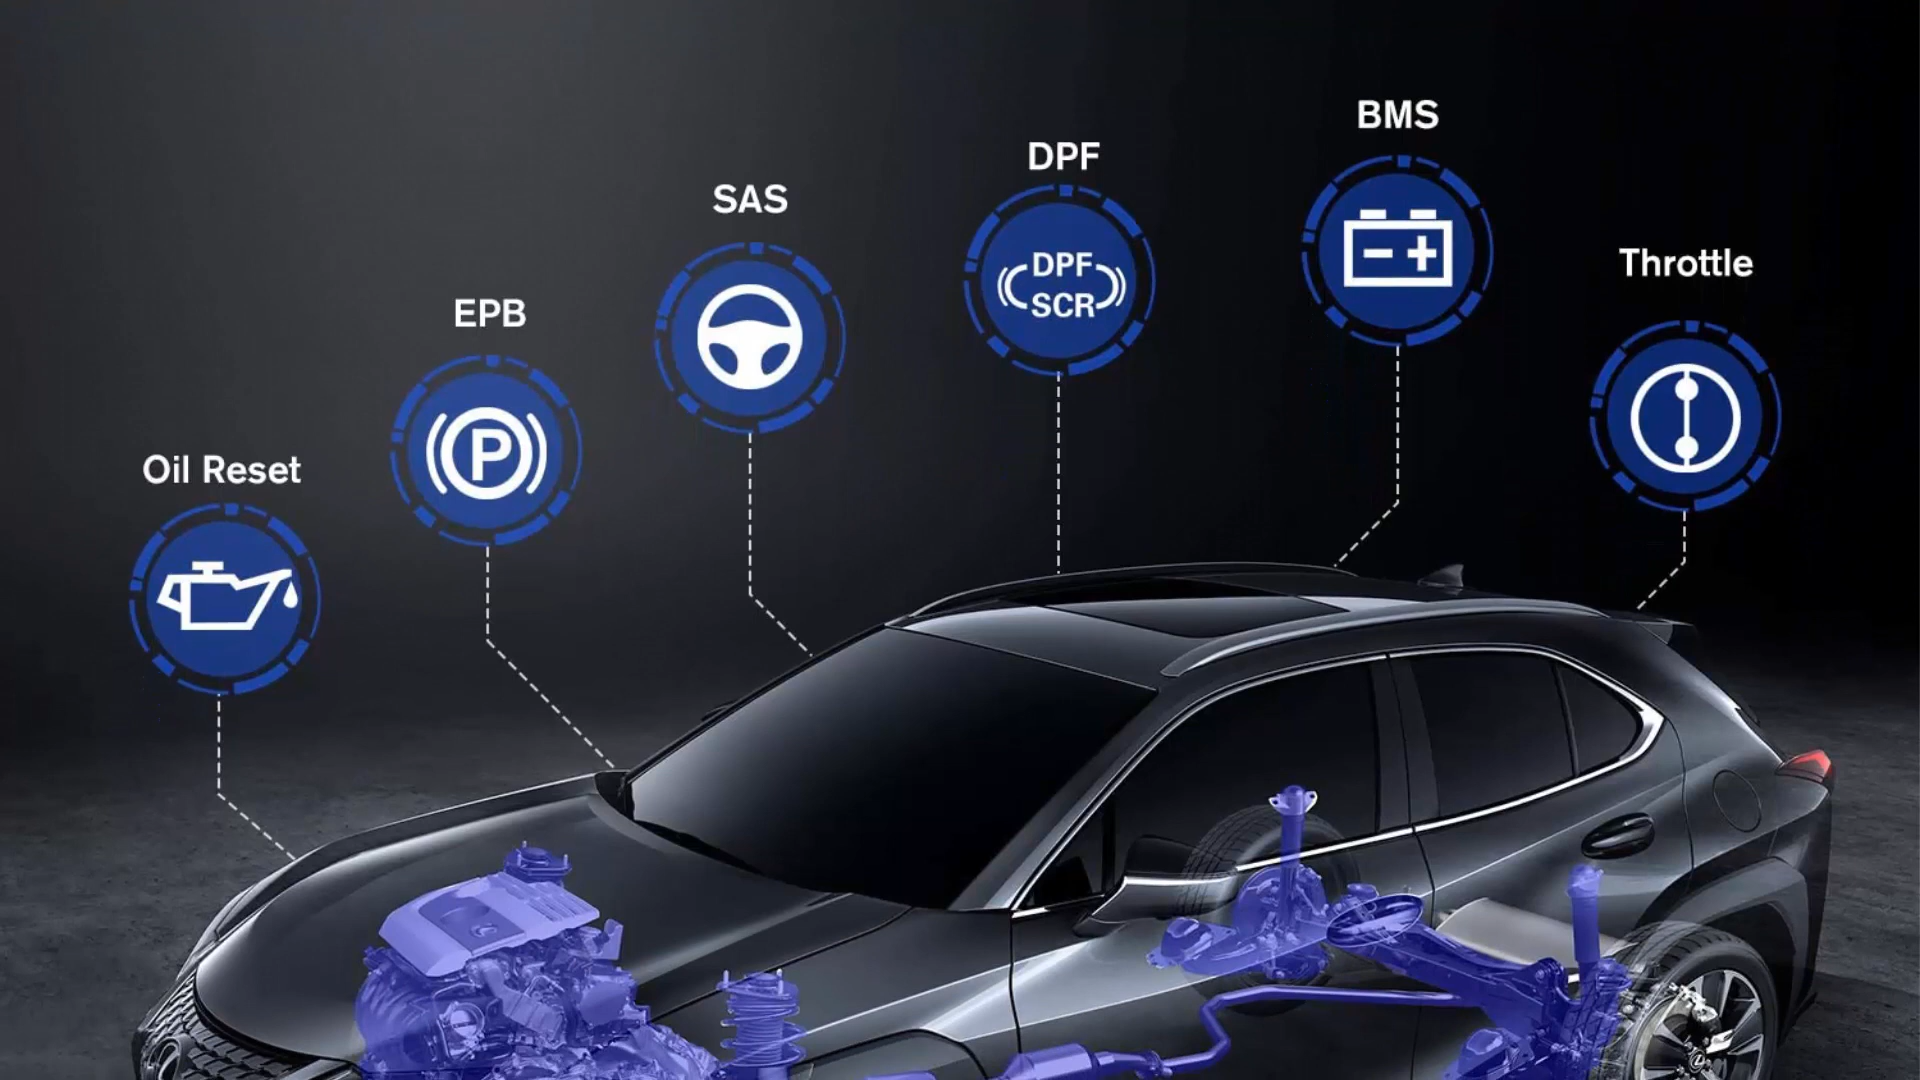 BMS
DPF
SAS
Throttle
DPF
SCR
EPB
P
Oil Reset